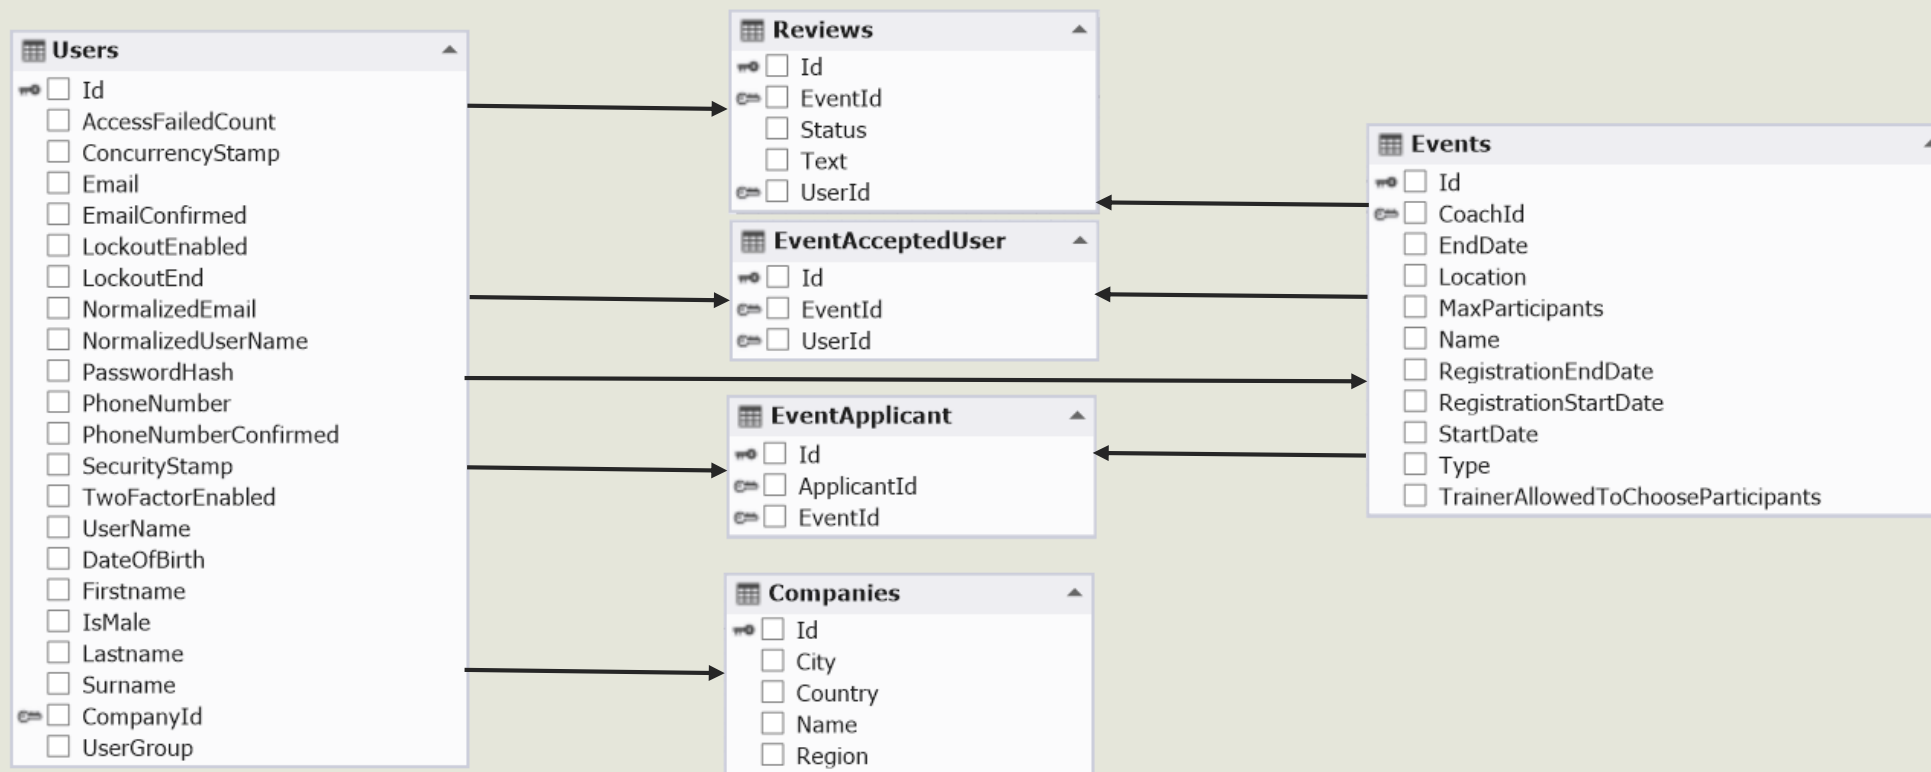 Users
Id
AccessFailedCount
ConcurrencyStamp
Email
EmailConfirmed
LockoutEnabled
LockoutEnd
NormalizedEmail
NormalizedUserName
PasswordHash
PhoneNumber
PhoneNumberConfirmed
SecurityStamp
TwoFactorEnabled
UserName
DateOfBirth
Firstname
IsMale
Lastname
Surname
CompanyId
UserGroup
Reviews
Id
EventId
Status
Text
UserId
EventAcceptedUser
Id
EventId
UserId
EventApplicant
Id
ApplicantId
EventId
Companies
Id
City
Country
Name
Region
Events
Id
CoachId
EndDate
Location
MaxParticipants
Name
RegistrationEndDate
RegistrationStartDate
StartDate
Type
TrainerAllowedToChooseParticipants